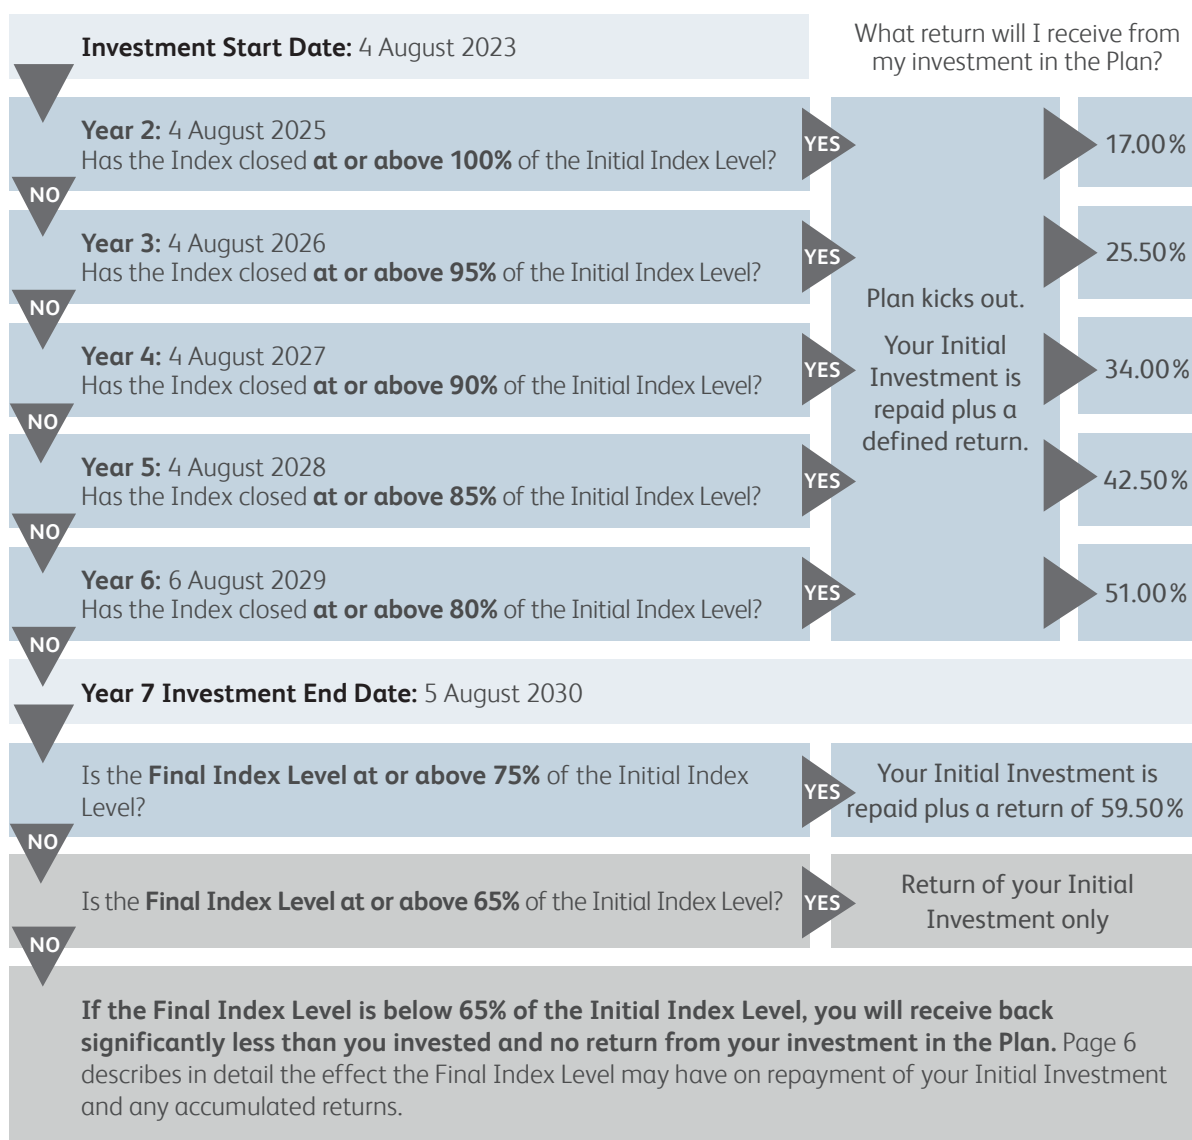 Investment Start Date: 4 August 2023
What return will I receive from
my investment in the Plan?
Year 2: 4 August 2025
Has the Index closed at or above 100% of the Initial Index Level?
YES
17.00%
NO
Year 3: 4 August 2026
Has the Index closed at or above 95% of the Initial Index Level?
YES
25.50%
NO
Year 4: 4 August 2027
Has the Index closed at or above 90% of the Initial Index Level?
YES
34.00%
NO
Year 5: 4 August 2028
Has the Index closed at or above 85% of the Initial Index Level?
YES
42.50%
NO
Year 6: 6 August 2029
Has the Index closed at or above 80% of the Initial Index Level?
YES
51.00%
Plan kicks out.
Your Initial
Investment is
repaid plus a
defined return.
NO
Year 7 Investment End Date: 5 August 2030
Is the Final Index Level at or above 75% of the Initial Index
Level?
YES
Your Initial Investment is
repaid plus a return of 59.50%
NO
Is the Final Index Level at or above 65% of the Initial Index Level?
YES
Return of your Initial
Investment only
NO
If the Final Index Level is below 65% of the Initial Index Level, you will receive back
significantly less than you invested and no return from your investment in the Plan. Page 6
describes in detail the effect the Final Index Level may have on repayment of your Initial Investment
and any accumulated returns.